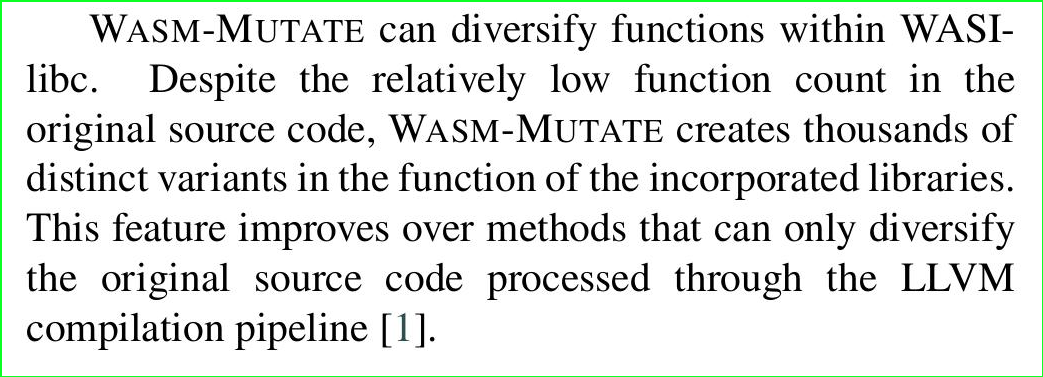 WASM-MUTATE can diversify functions within WASI-
libc. Despite the relatively low function count in the
original source code, WASM-MUTATE creates thousands of
distinct variants in the function of the incorporated libraries.
This feature improves over methods that can only diversify
the original source code processed through the LLVM
compilation pipeline [1].